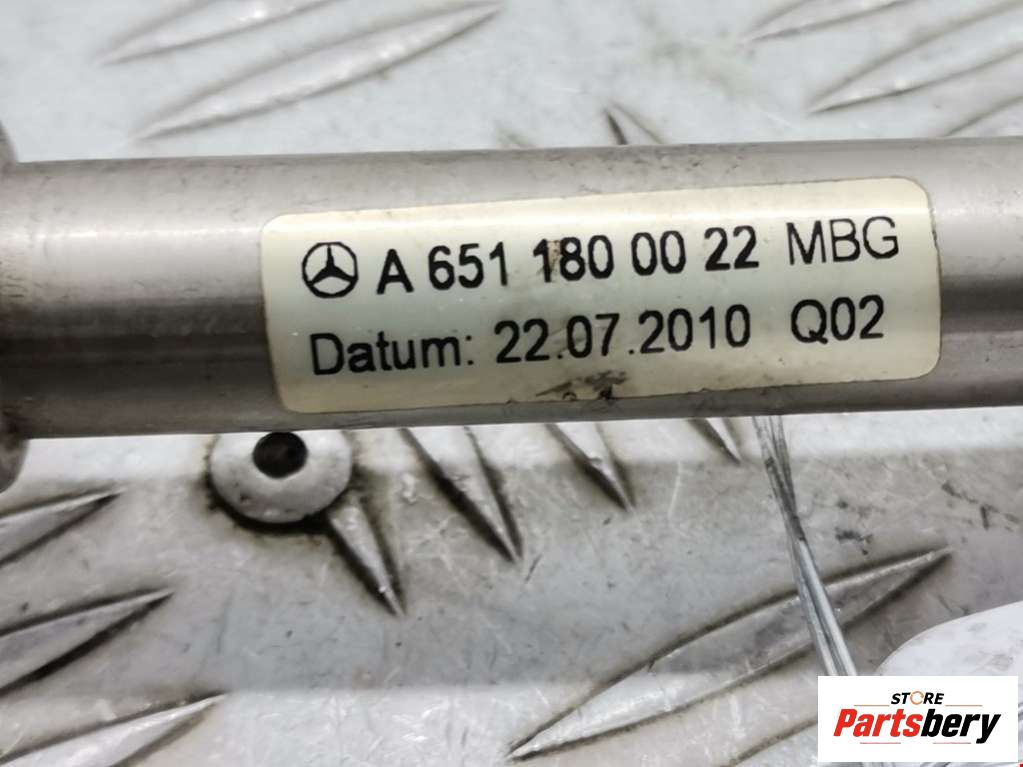 A 651 180 00 22 MBG
Datum: 22.07.2010 Q02
STORE
Partsbery